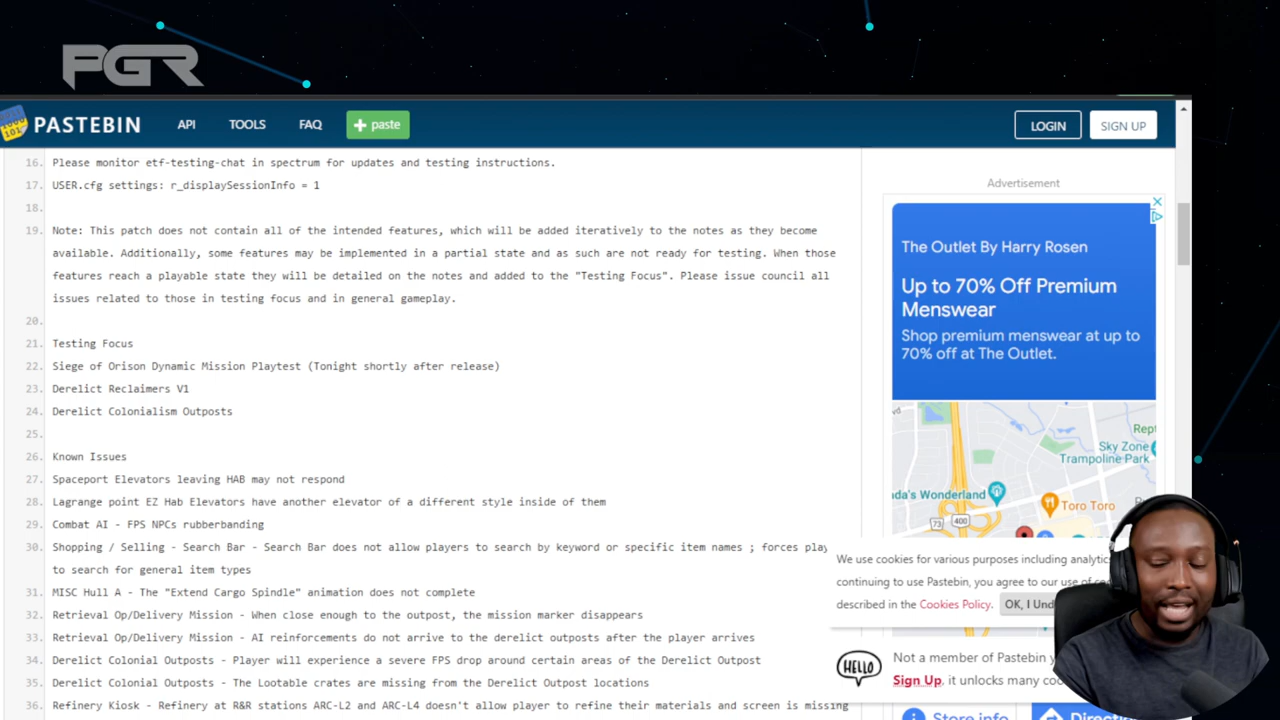 PGR
PASTEBIN
API
TOOLS
FAQ
+ paste
LOGIN
SIGN UP
16. Please monitor etf-testing-chat in spectrum for updates and testing instructions.
17. USER.cfg settings: r_displaySessionInfo = 1
18.
19. Note: This patch does not contain all of the intended features, which will be added iteratively to the notes as they become
available. Additionally, some features may be implemented in a partial state and as such are not ready for testing. When those
features reach a playable state they will be detailed on the notes and added to the "Testing Focus". Please issue council all
issues related to those in testing focus and in general gameplay.
20.
21. Testing Focus
22. Siege of Orison Dynamic Mission Playtest (Tonight shortly after release)
23. Derelict Reclaimers V1
24. Derelict Colonialism Outposts
25.
26. Known Issues
27. Spaceport Elevators leaving HAB may not respond
28. Lagrange point EZ Hab Elevators have another elevator of a different style inside of them
29. Combat AI - FPS NPCs rubberbanding
30. Shopping / Selling - Search Bar - Search Bar does not allow players to search by keyword or specific item names ; forces play
to search for general item types
31. MISC Hull A - The "Extend Cargo Spindle" animation does not complete
32. Retrieval Op/Delivery Mission - When close enough to the outpost, the mission marker disappears
33. Retrieval Op/Delivery Mission - AI reinforcements do not arrive to the derelict outposts after the player arrives
34. Derelict Colonial Outposts - Player will experience a severe FPS drop around certain areas of the Derelict Outpost
35. Derelict Colonial Outposts - The Lootable crates are missing from the Derelict Outpost locations
36. Refinery Kiosk - Refinery at R&R stations ARC-L2 and ARC-L4 doesn't allow player to refine their materials and screen is missing
Advertisement
The Outlet By Harry Rosen
Up to 70% Off Premium
Menswear
Shop premium menswear at up to
70% off at The Outlet.
Rept
Sky Zone
Trampoline Park
da's Wonderland
Toro Toro
73
400
We use cookies for various purposes including analytics
continuing to use Pastebin, you agree to our use of
described in the Cookies Policy. OK, I Und
HELLO
Not a member of Pastebin y
Sign Up, it unlocks many coo
Store info
Directi